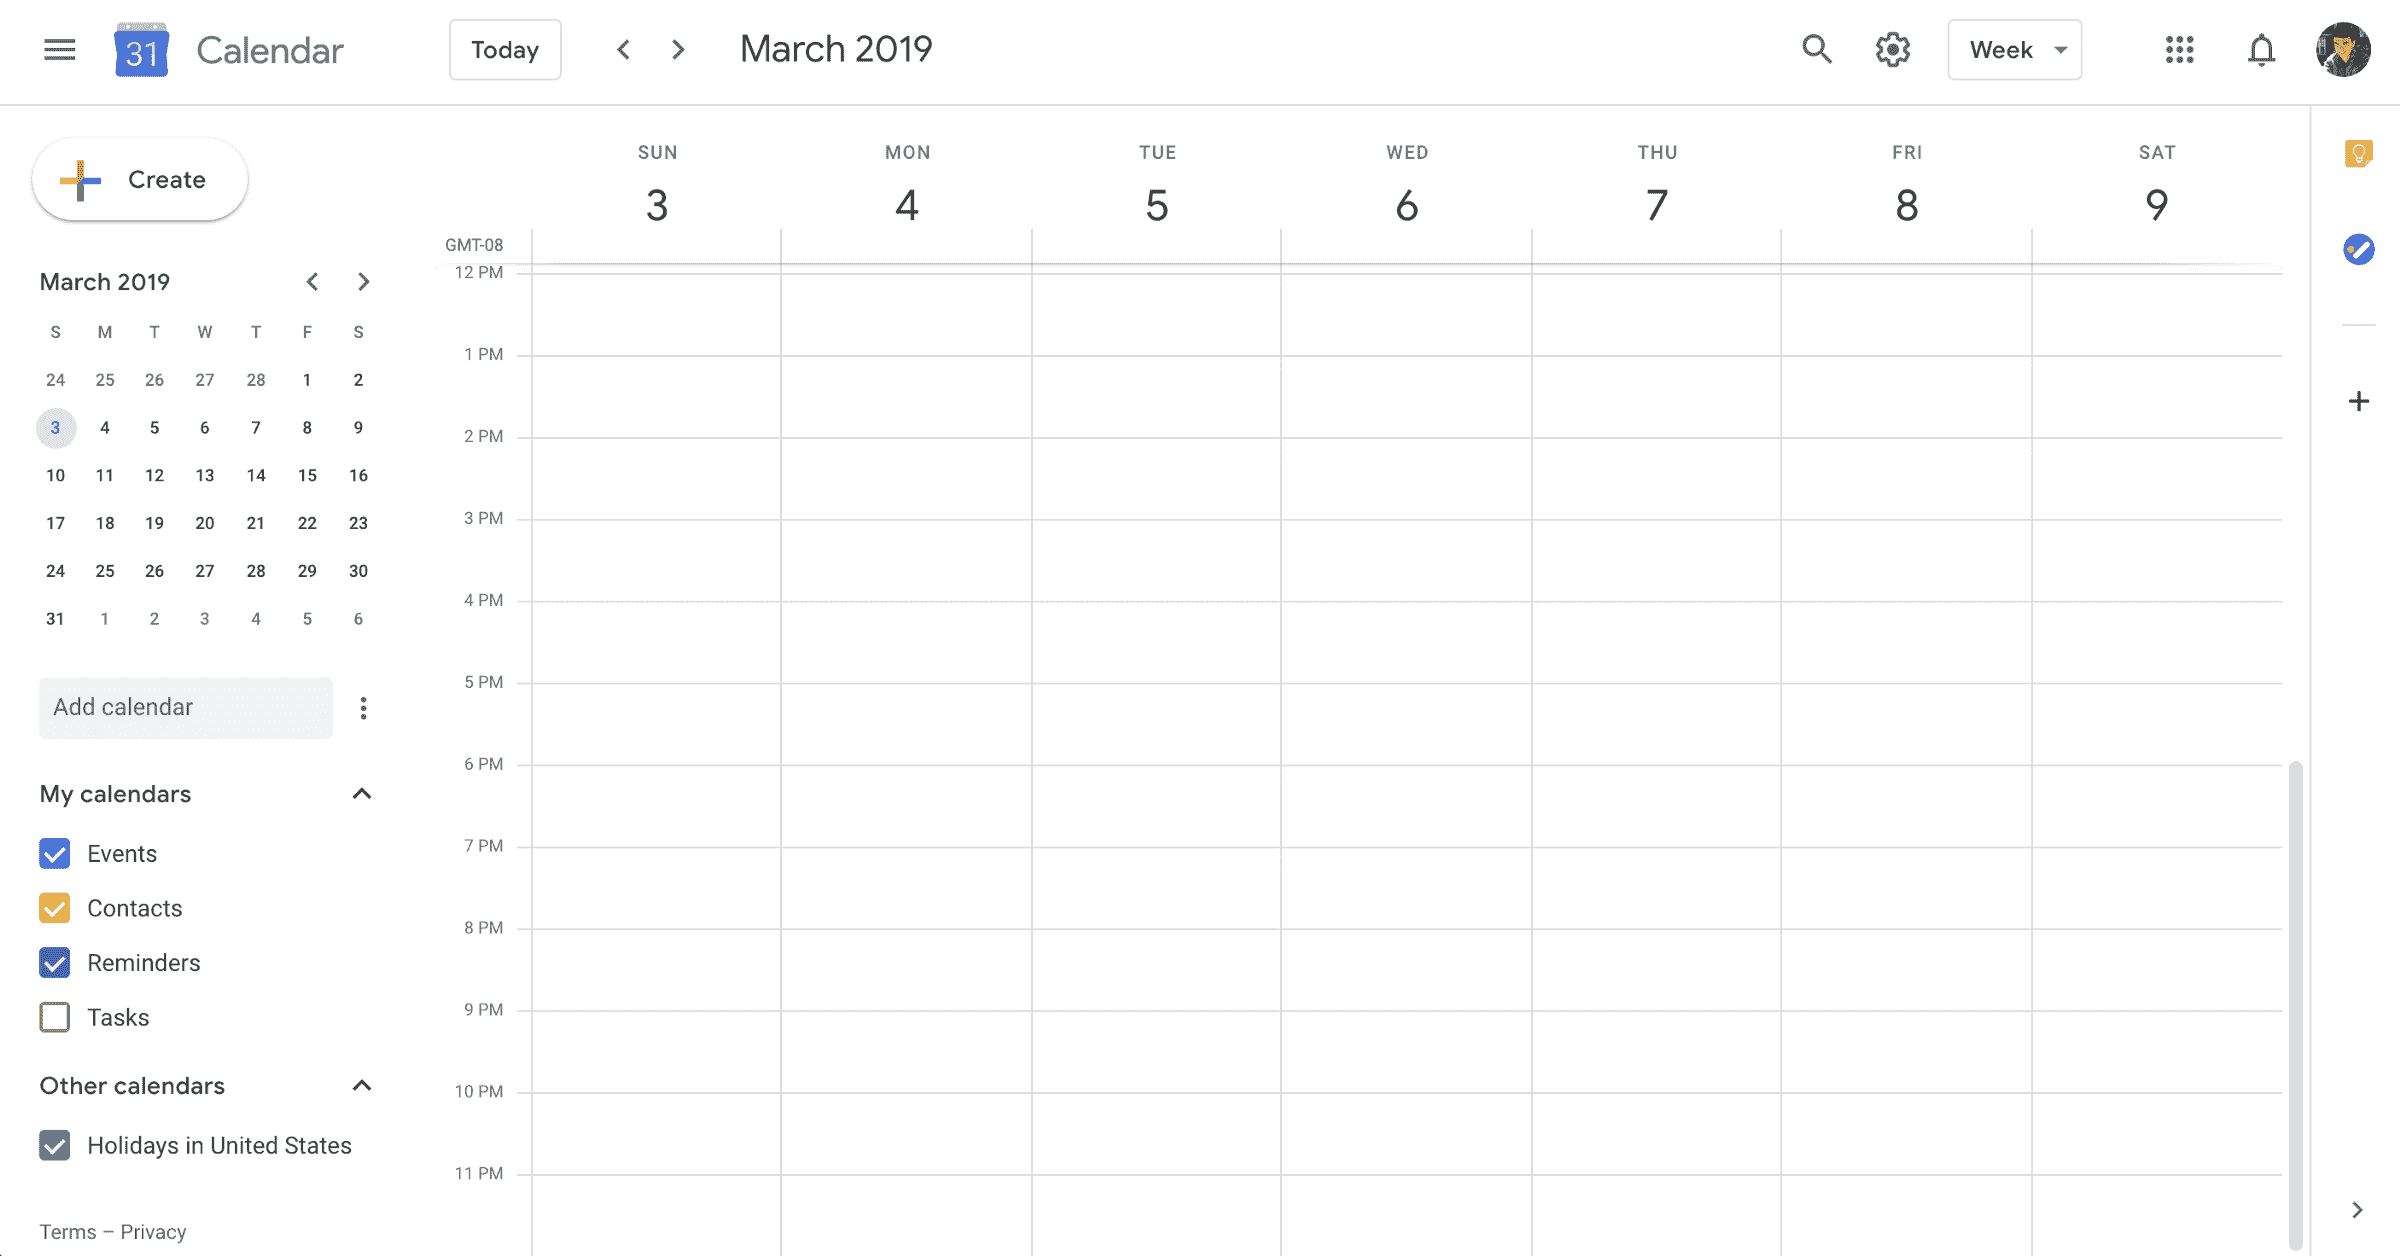 31 Calendar Today March 2019 Week
Create
March 2019
S M T W T F S
24 25 26 27 28 1 2
3 4 5 6 7 8 9
10 11 12 13 14 15 16
17 18 19 20 21 22 23
24 25 26 27 28 29 30
31 1 2 3 4 5 6
Add calendar
My calendars
Events
Contacts
Reminders
Tasks
Other calendars
Holidays in United States
Terms – Privacy
SUN MON TUE WED THU FRI SAT
3 4 5 6 7 8 9
GMT-08
12 PM
1 PM
2 PM
3 PM
4 PM
5 PM
6 PM
7 PM
8 PM
9 PM
10 PM
11 PM